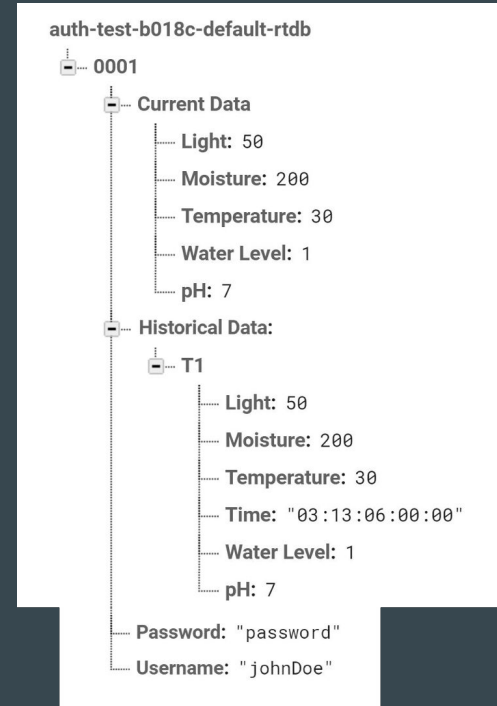 auth-test-b018c-default-rtdb
0001
Current Data
Light: 50
Moisture: 200
Temperature: 30
Water Level: 1
pH: 7
Historical Data:
T1
Light: 50
Moisture: 200
Temperature: 30
Time: "03:13:06:00:00"
Water Level: 1
pH: 7
Password: "password"
Username: "johnDoe"